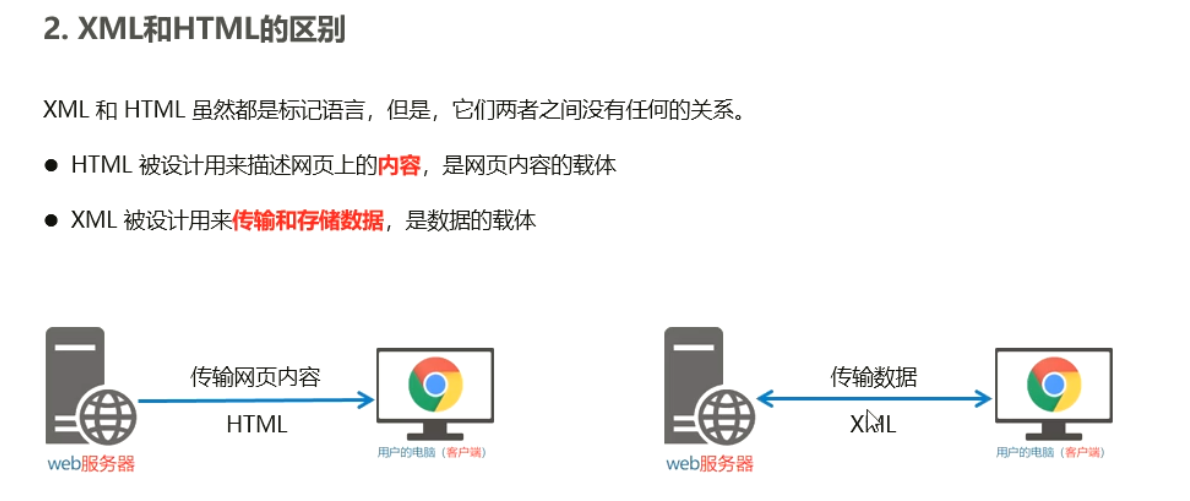 2. XML和HTML的区别
XML 和 HTML 虽然都是标记语言，但是，它们两者之间没有任何的关系。
● HTML 被设计用来描述网页上的内容，是网页内容的载体
● XML 被设计用来传输和存储数据，是数据的载体
传输网页内容
HTML
web服务器
用户的电脑（客户端）
传输数据
XML
web服务器
用户的电脑（客户端）